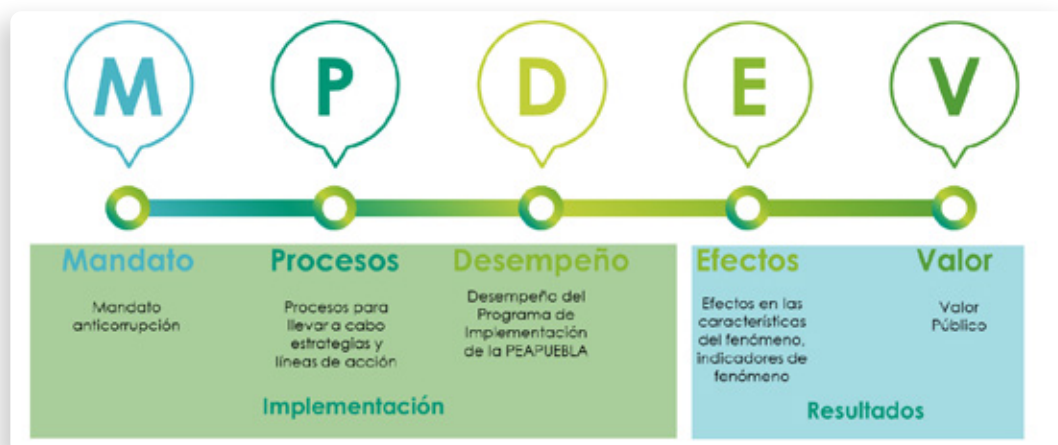 M P D E V
Mandato Procesos Desempeño Efectos Valor
Mandato
anticorrupción
Procesos para
llevar a cabo
estrategias y
líneas de acción
Desempeño del
Programa de
Implementación
de la PEAPUEBLA
Efectos en las
características
del fenómeno,
indicadores de
fenómeno
Valor
Público
Implementación
Resultados